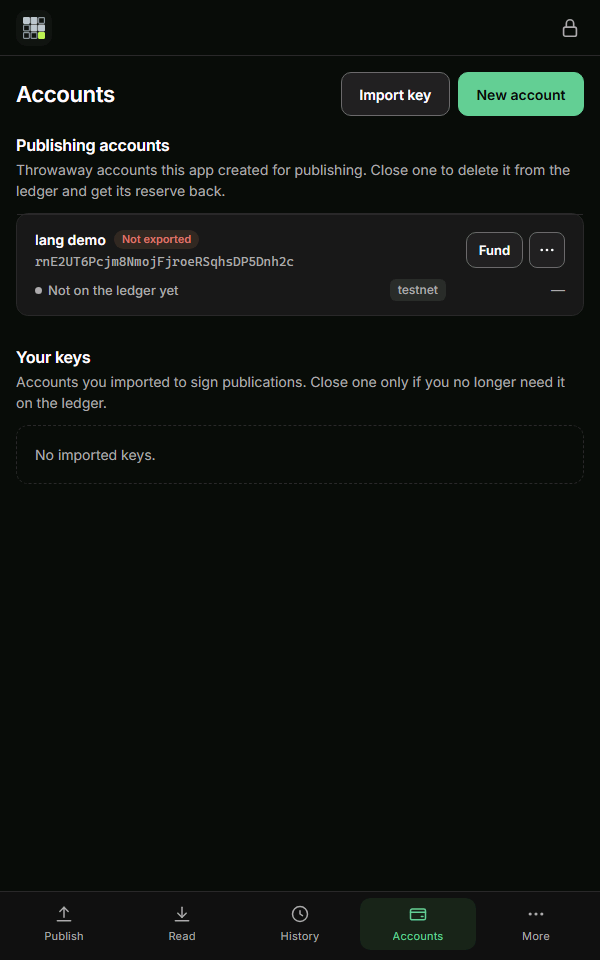 Accounts
Import key
New account
Publishing accounts
Throwaway accounts this app created for publishing. Close one to delete it from the
ledger and get its reserve back.
lang demo Not exported
rnE2UT6Pcjm8NmojFjroeRSqhsDP5Dnh2c
Fund
Not on the ledger yet
testnet
—
Your keys
Accounts you imported to sign publications. Close one only if you no longer need it
on the ledger.
No imported keys.
Publish
Read
History
Accounts
More